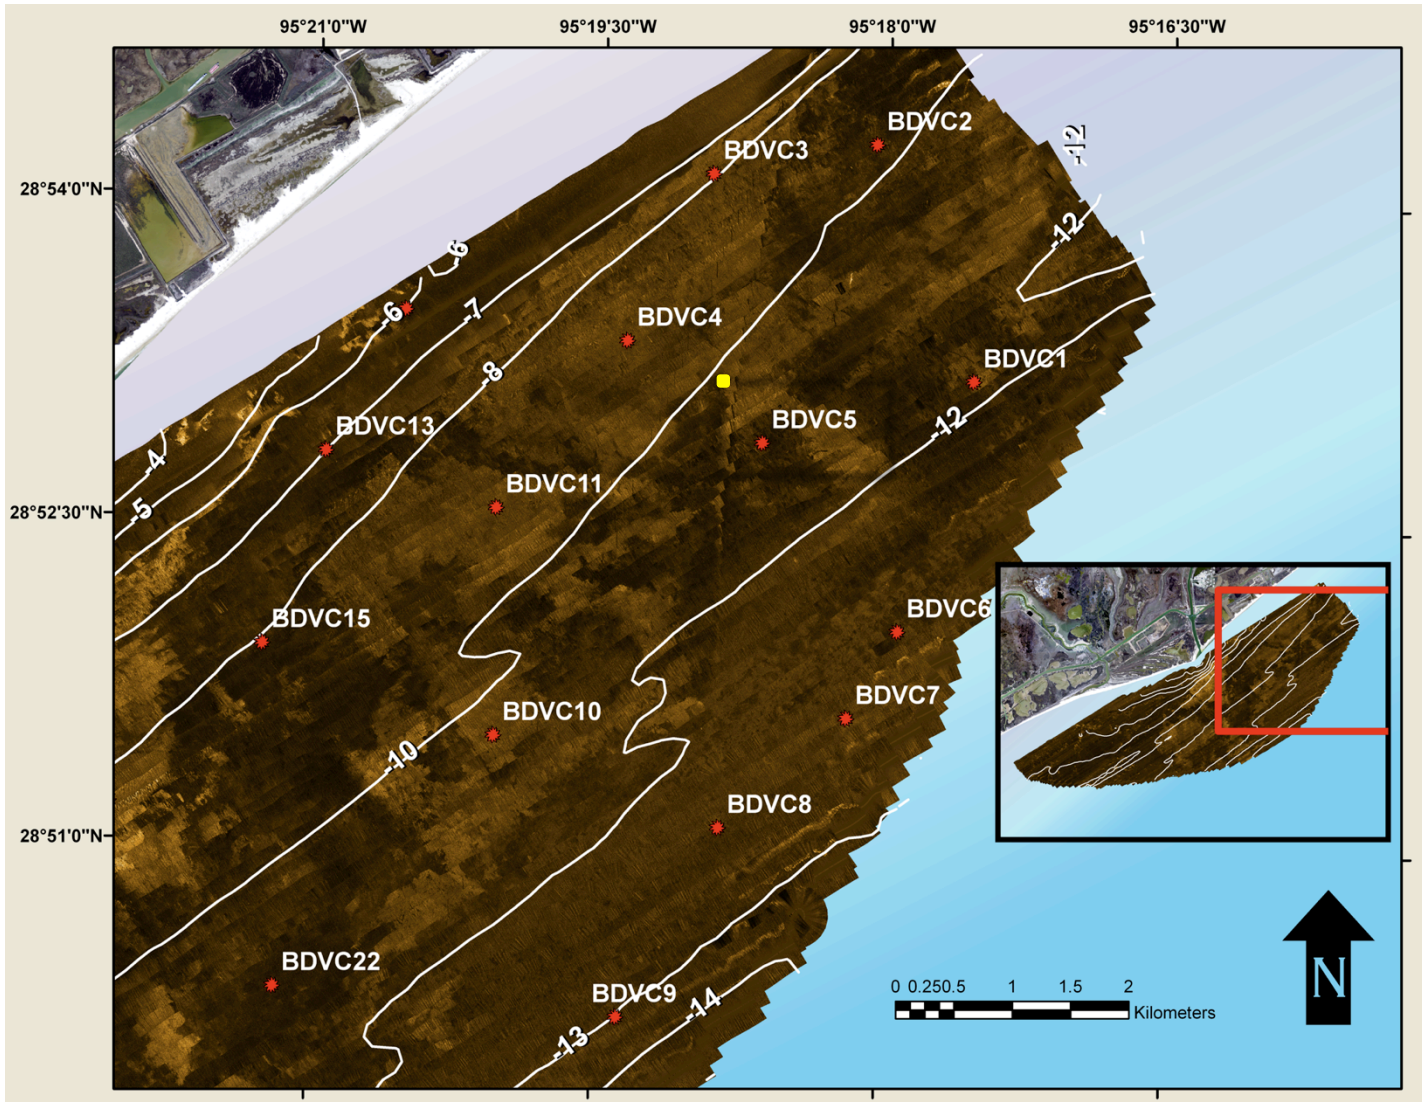 95°21'0"W 95°19'30"W 95°18'0"W 95°16'30"W
BDVC2
-12
BDVC3
28°54'0"N
-12
-6
-7
-6
BDVC4
BDVC1
-8
BDVC13
BDVC5
-12
-4
BDVC11
-5
28°52'30"N
BDVC6
BDVC15
BDVC7
BDVC10
-10
BDVC8
28°51'0"N
BDVC22
BDVC9
-14
-13
0 0.25 0.5 1 1.5 2
Kilometers
N